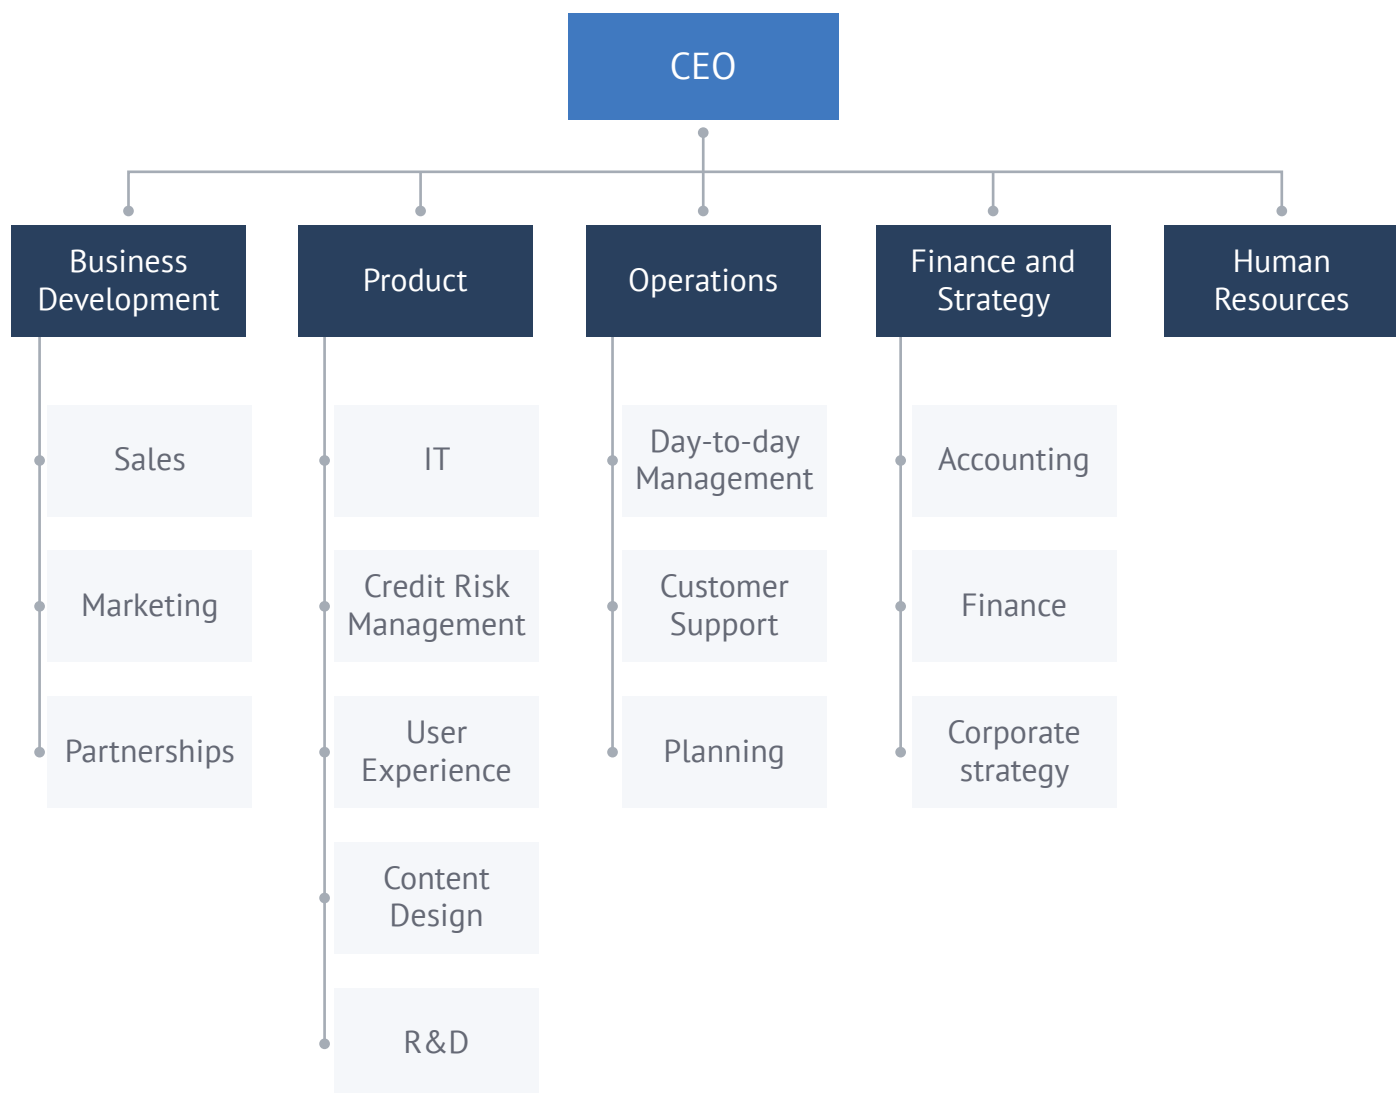 CEO
Business
Development
Product
Operations
Finance and
Strategy
Human
Resources
Sales
Marketing
Partnerships
IT
Credit Risk
Management
User
Experience
Content
Design
R&D
Day-to-day
Management
Customer
Support
Planning
Accounting
Finance
Corporate
strategy